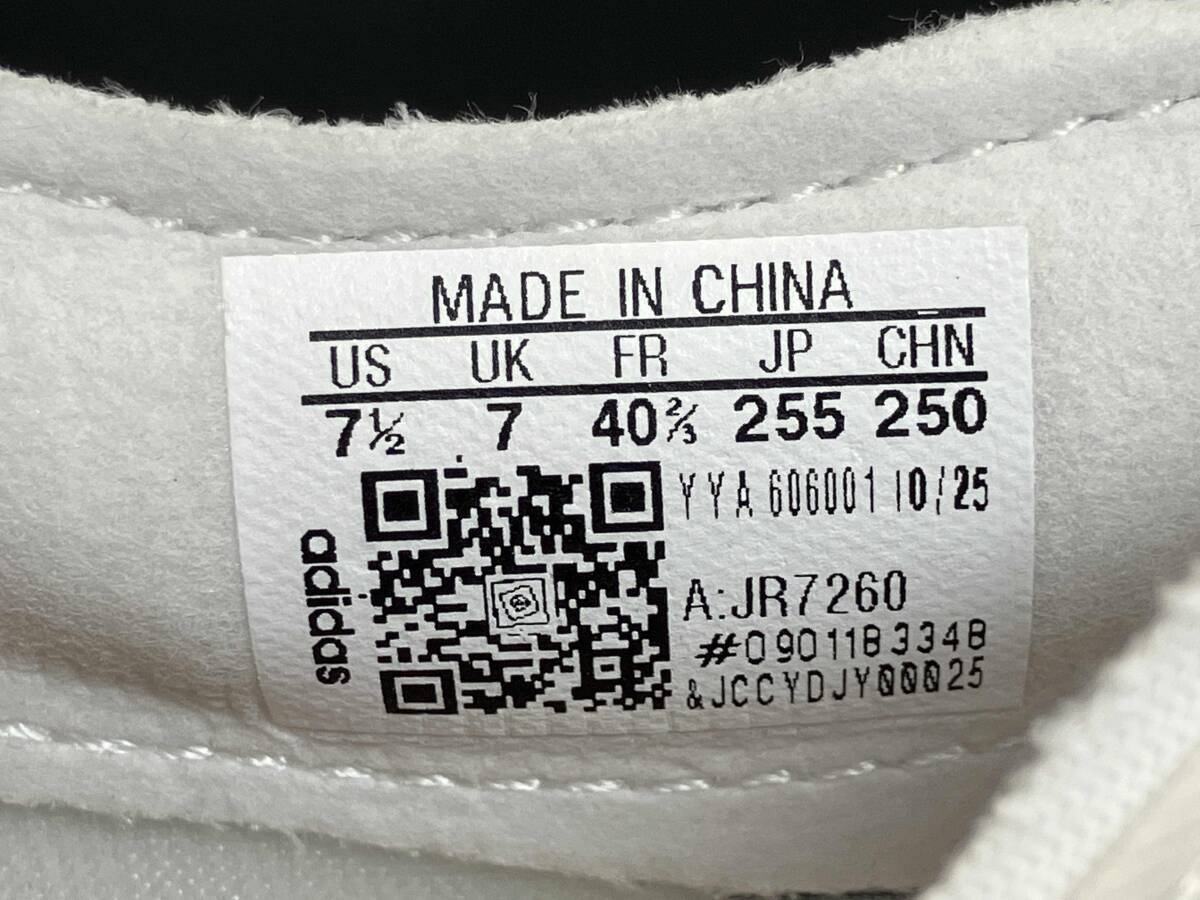 MADE IN CHINA
US UK FR JP CHN
7½ 7 40⅔ 255 250
YYA 606001 10/25
adidas
A:JR7260
#0901183348
&JCCYDJY00025